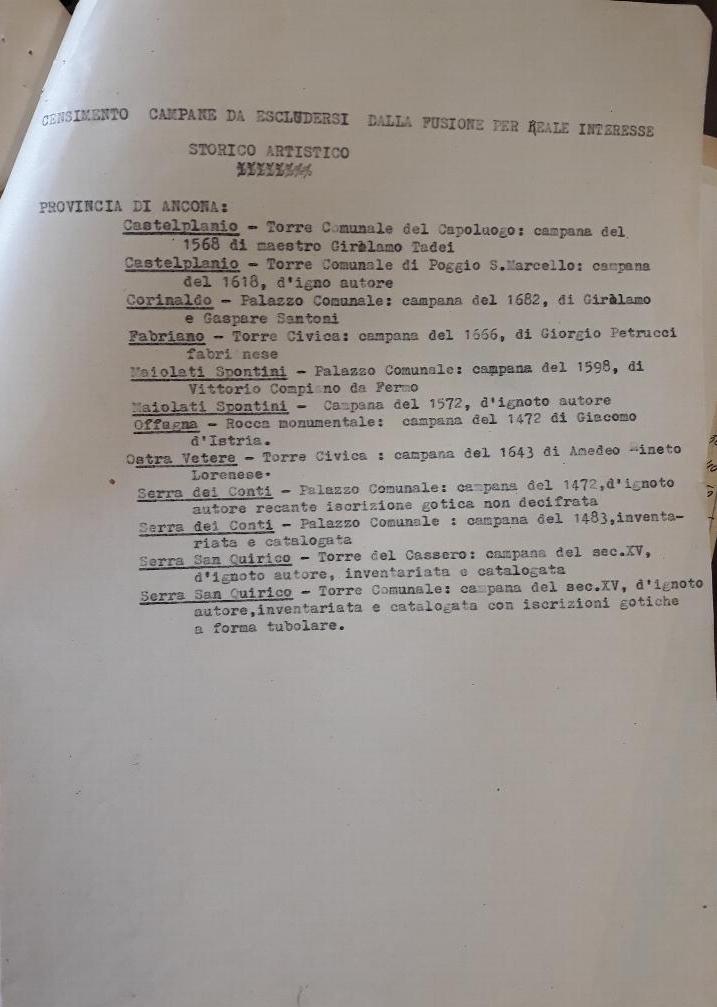 CENSIMENTO CAMPANE DA ESCLUDERSI DALLA FUSIONE PER REALE INTERESSE
STORICO ARTISTICO
PROVINCIA DI ANCONA:
Castelplanio - Torre Comunale del Capoluogo: campana del
1568 di maestro Giràlamo Tadei
Castelplanio - Torre Comunale di Poggio S.Marcello: campana
del 1618, d'igno autore
Corinaldo - Palazzo Comunale: campana del 1682, di Giràlamo
e Gaspare Santoni
Fabriano - Torre Civica: campana del 1666, di Giorgio Petrucci
fabrianese
Maiolati Spontini - Palazzo Comunale: campana del 1598, di
Vittorio Compiano da Fermo
Maiolati Spontini - Campana del 1572, d'ignoto autore
Offagna - Rocca monumentale: campana del 1472 di Giacomo
d'Istria.
Ostra Vetere - Torre Civica : campana del 1643 di Amedeo
Lorenese.
Serra dei Conti - Palazzo Comunale: campana del 1472,d'ignoto
autore recante iscrizione gotica non decifrata
Serra dei Conti - Palazzo Comunale : campana del 1483,inventa-
riata e catalogata
Serra San Quirico - Torre del Cassero: campana del sec.XV,
d'ignoto autore, inventariata e catalogata
Serra San Quirico - Torre Comunale: campana del sec.XV, d'ignoto
autore,inventariata e catalogata con iscrizioni gotiche
a forma tubolare.